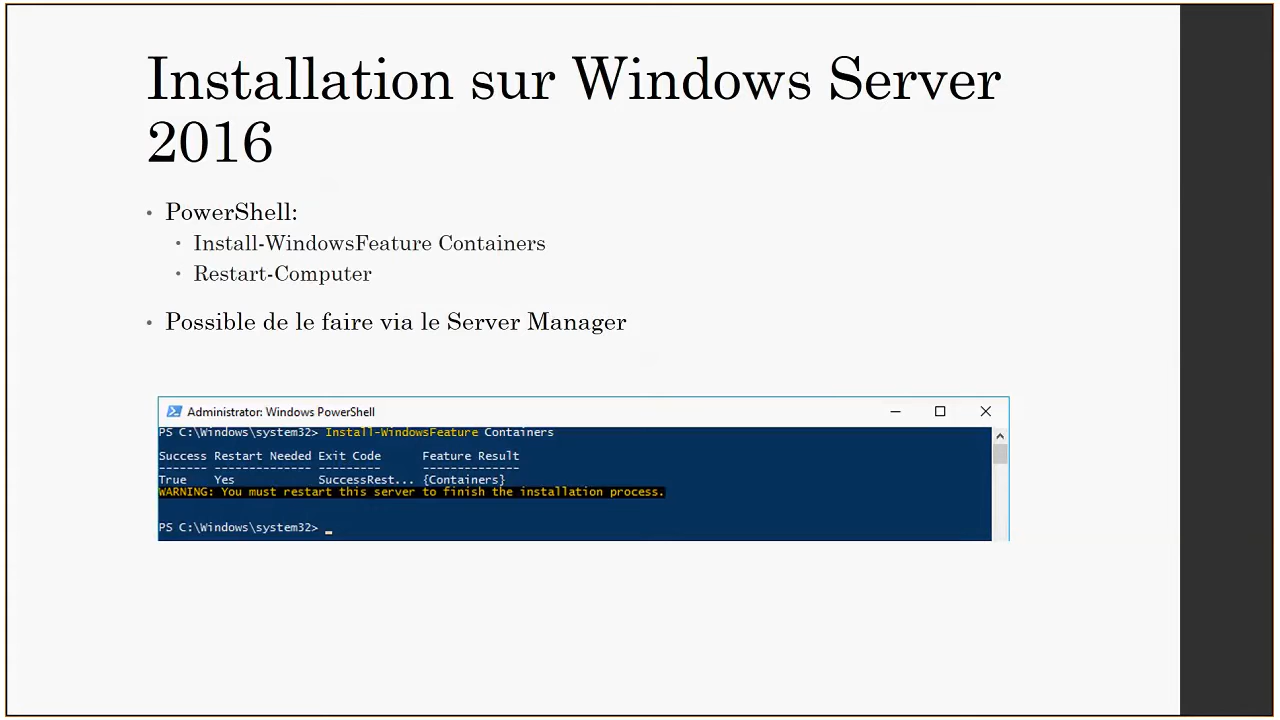 Installation sur Windows Server
2016
• PowerShell:
• Install-WindowsFeature Containers
• Restart-Computer
• Possible de le faire via le Server Manager
Administrator: Windows PowerShell
PS C:\Windows\system32> Install-WindowsFeature Containers
Success Restart Needed Exit Code Feature Result
------- -------------- --------- --------------
True Yes SuccessRest... {Containers}
WARNING: You must restart this server to finish the installation process.
PS C:\Windows\system32> _